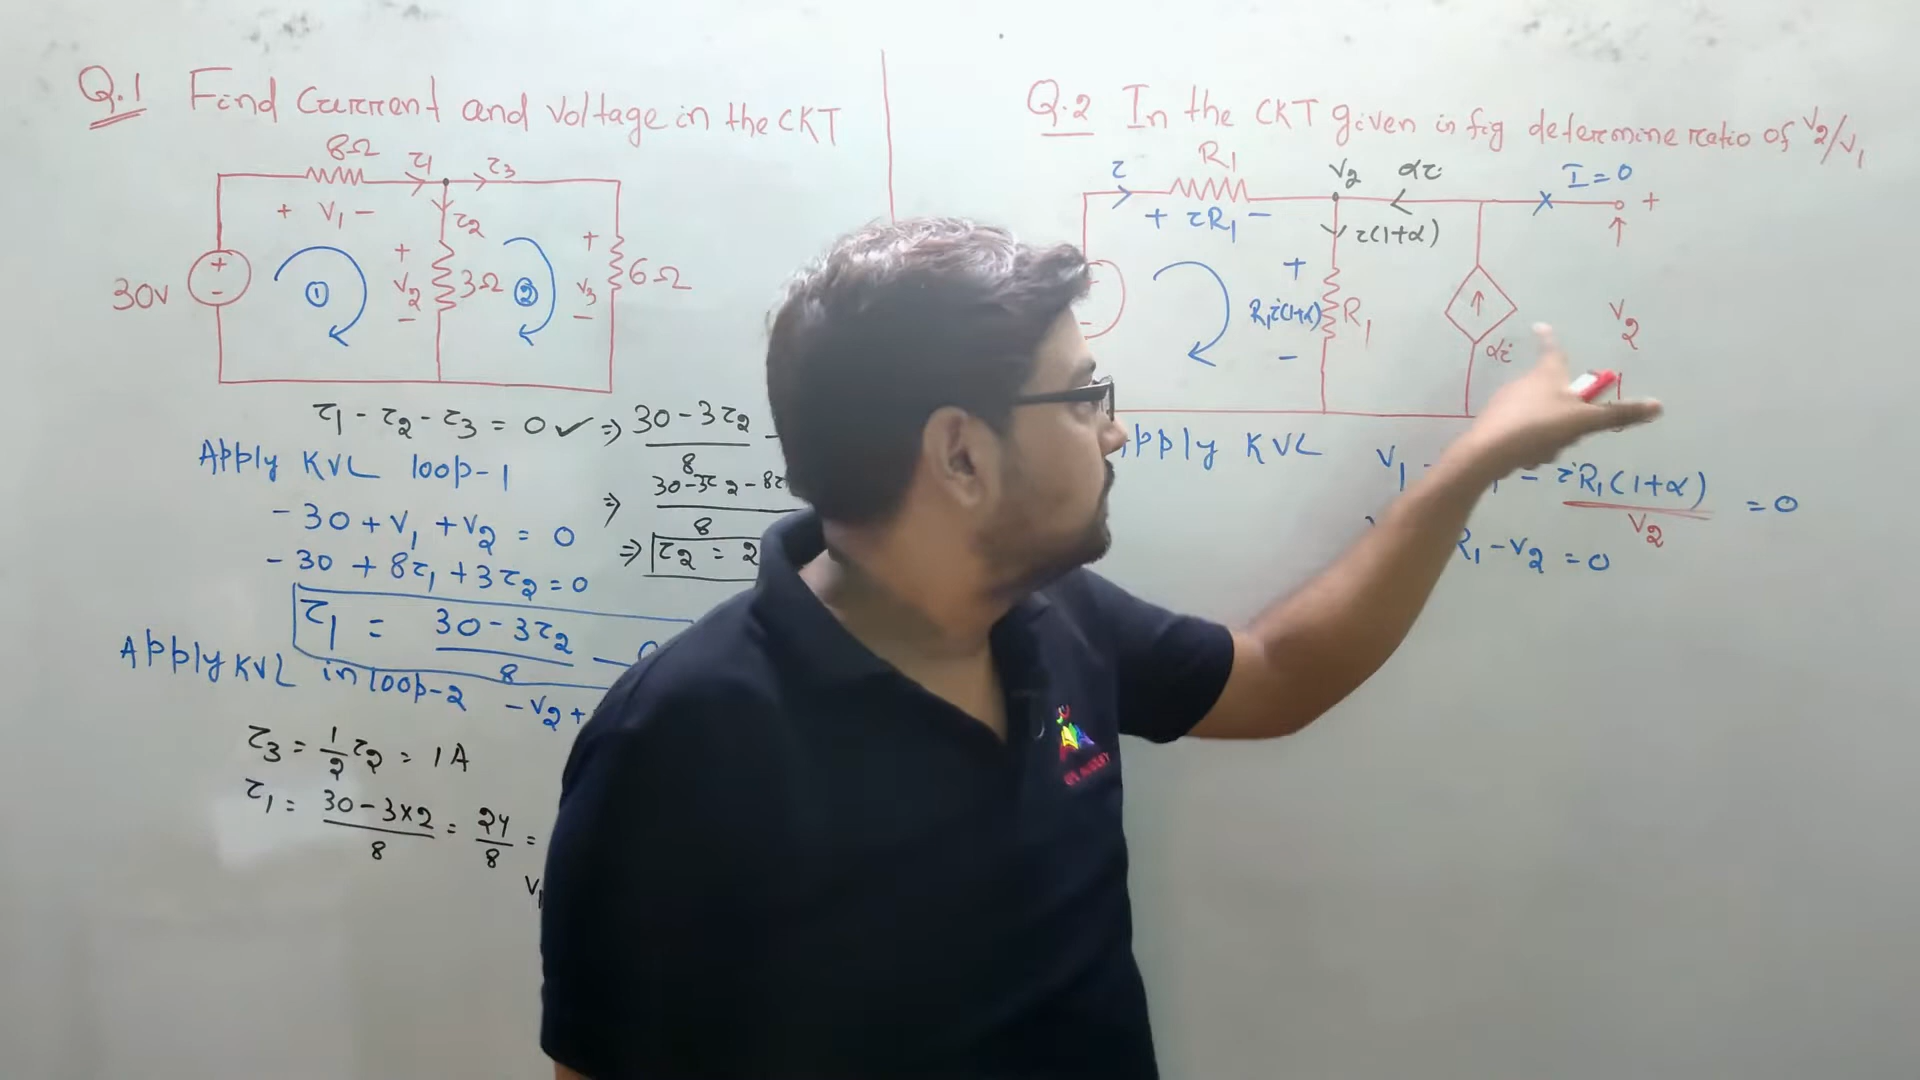 Q.1 Find Current and Voltage in the CKT
8Ω i1 i3
+ V1 -
i2
30V
+
-
1
+
V2
-
3Ω
2
+
V3
-
6Ω
i1 - i2 - i3 = 0 ✓ ⇒ 30-3i2
8
Apply KVL loop-1
-30 + V1 + V2 = 0
-30 + 8i1 + 3i2 = 0
i1 = 30-3i2 —
8
⇒ 30-3i2-8i
8
⇒ i2 = 2
Apply KVL in loop-2 -V2 +
i3 = 1/2 i2 = 1A
i1 = 30-3×2 = 24 =
8 8
V1
Q.2 In the CKT given in fig determine ratio of V2/V1
i R1 V2 αi I=0
+ iR1 - +
i(1+α)
+
R1i(1+α)
-
R1
αi
V2
-
Apply KVL V1 - - iR1(1+α) = 0
V2
R1 - V2 = 0